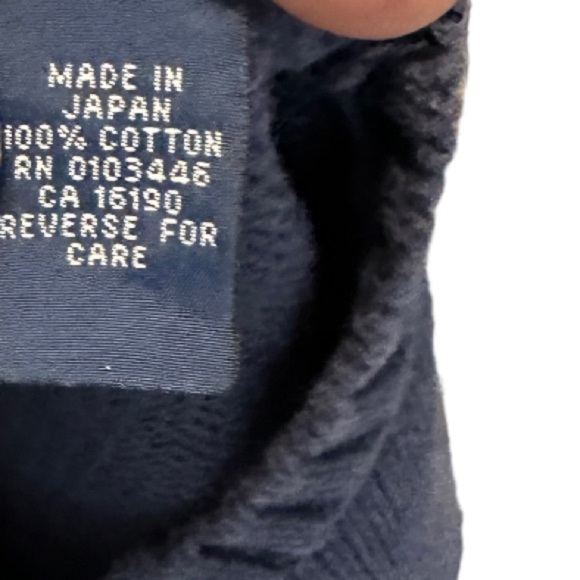 MADE IN
JAPAN
100% COTTON
RN 0103446
CA 16190
REVERSE FOR
CARE